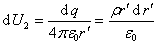 dU₂ = dq / 4πε₀r′ = ρr′dr′ / ε₀